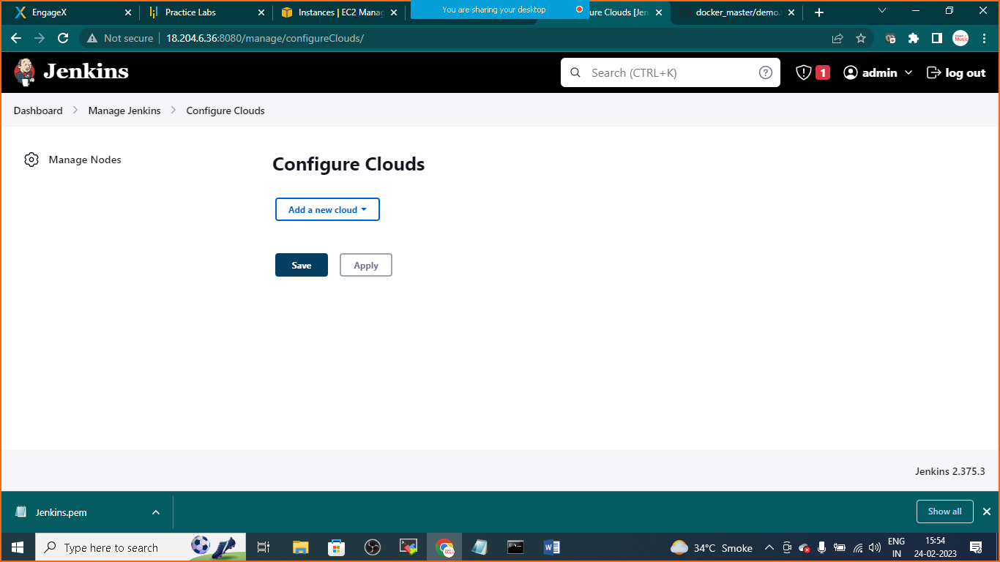 EngageX
Practice Labs
Instances | EC2 Manag
You are sharing your desktop
ure Clouds [Jen
docker_master/demo.
Not secure
18.204.6.36:8080/manage/configureClouds/
Jenkins
Search (CTRL+K)
1
admin
log out
Dashboard
Manage Jenkins
Configure Clouds
Manage Nodes
Configure Clouds
Add a new cloud
Save
Apply
Jenkins 2.375.3
Jenkins.pem
Show all
Type here to search
34°C Smoke
ENG
IN
15:54
24-02-2023